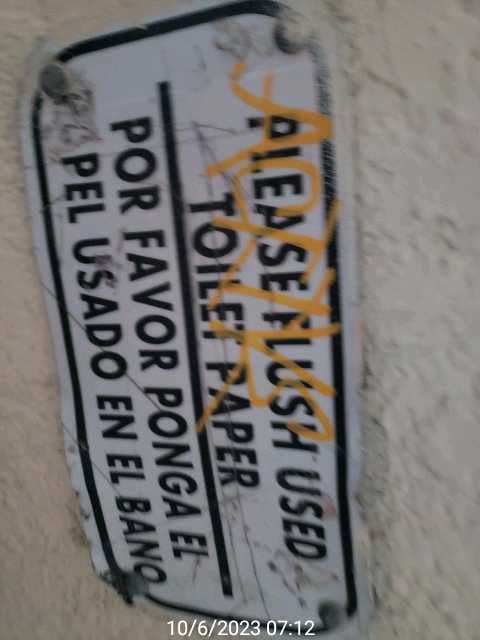 PLEASE FLUSH USED
TOILET PAPER
POR FAVOR PONGA EL
PEL USADO EN EL BANO
10/6/2023 07:12